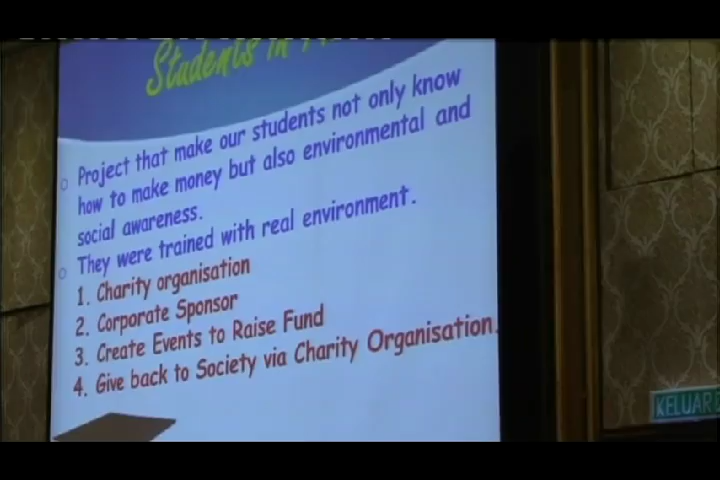 Students in
Project that make our students not only know
how to make money but also environmental and
social awareness.
They were trained with real environment.
1. Charity organisation
2. Corporate Sponsor
3. Create Events to Raise Fund
4. Give back to Society via Charity Organisation.
KELUAR